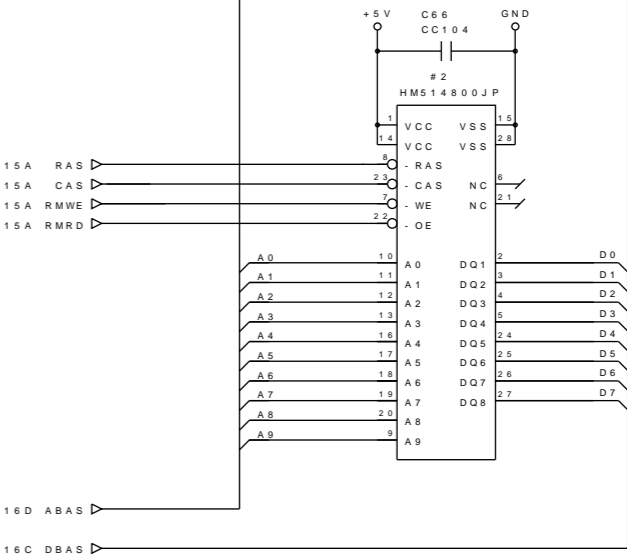 +5V C66 GND
CC104
#2
HM514800JP
1 VCC VSS 15
14 VCC VSS 28
15A RAS 8 -RAS
15A CAS 23 -CAS NC 6
15A RMWE 7 -WE NC 21
15A RMRD 22 -OE
A0 10 A0 DQ1 2 D0
A1 11 A1 DQ2 3 D1
A2 12 A2 DQ3 4 D2
A3 13 A3 DQ4 5 D3
A4 16 A4 DQ5 24 D4
A5 17 A5 DQ6 25 D5
A6 18 A6 DQ7 26 D6
A7 19 A7 DQ8 27 D7
A8 20 A8
A9 9 A9
16D ABAS
16C DBAS